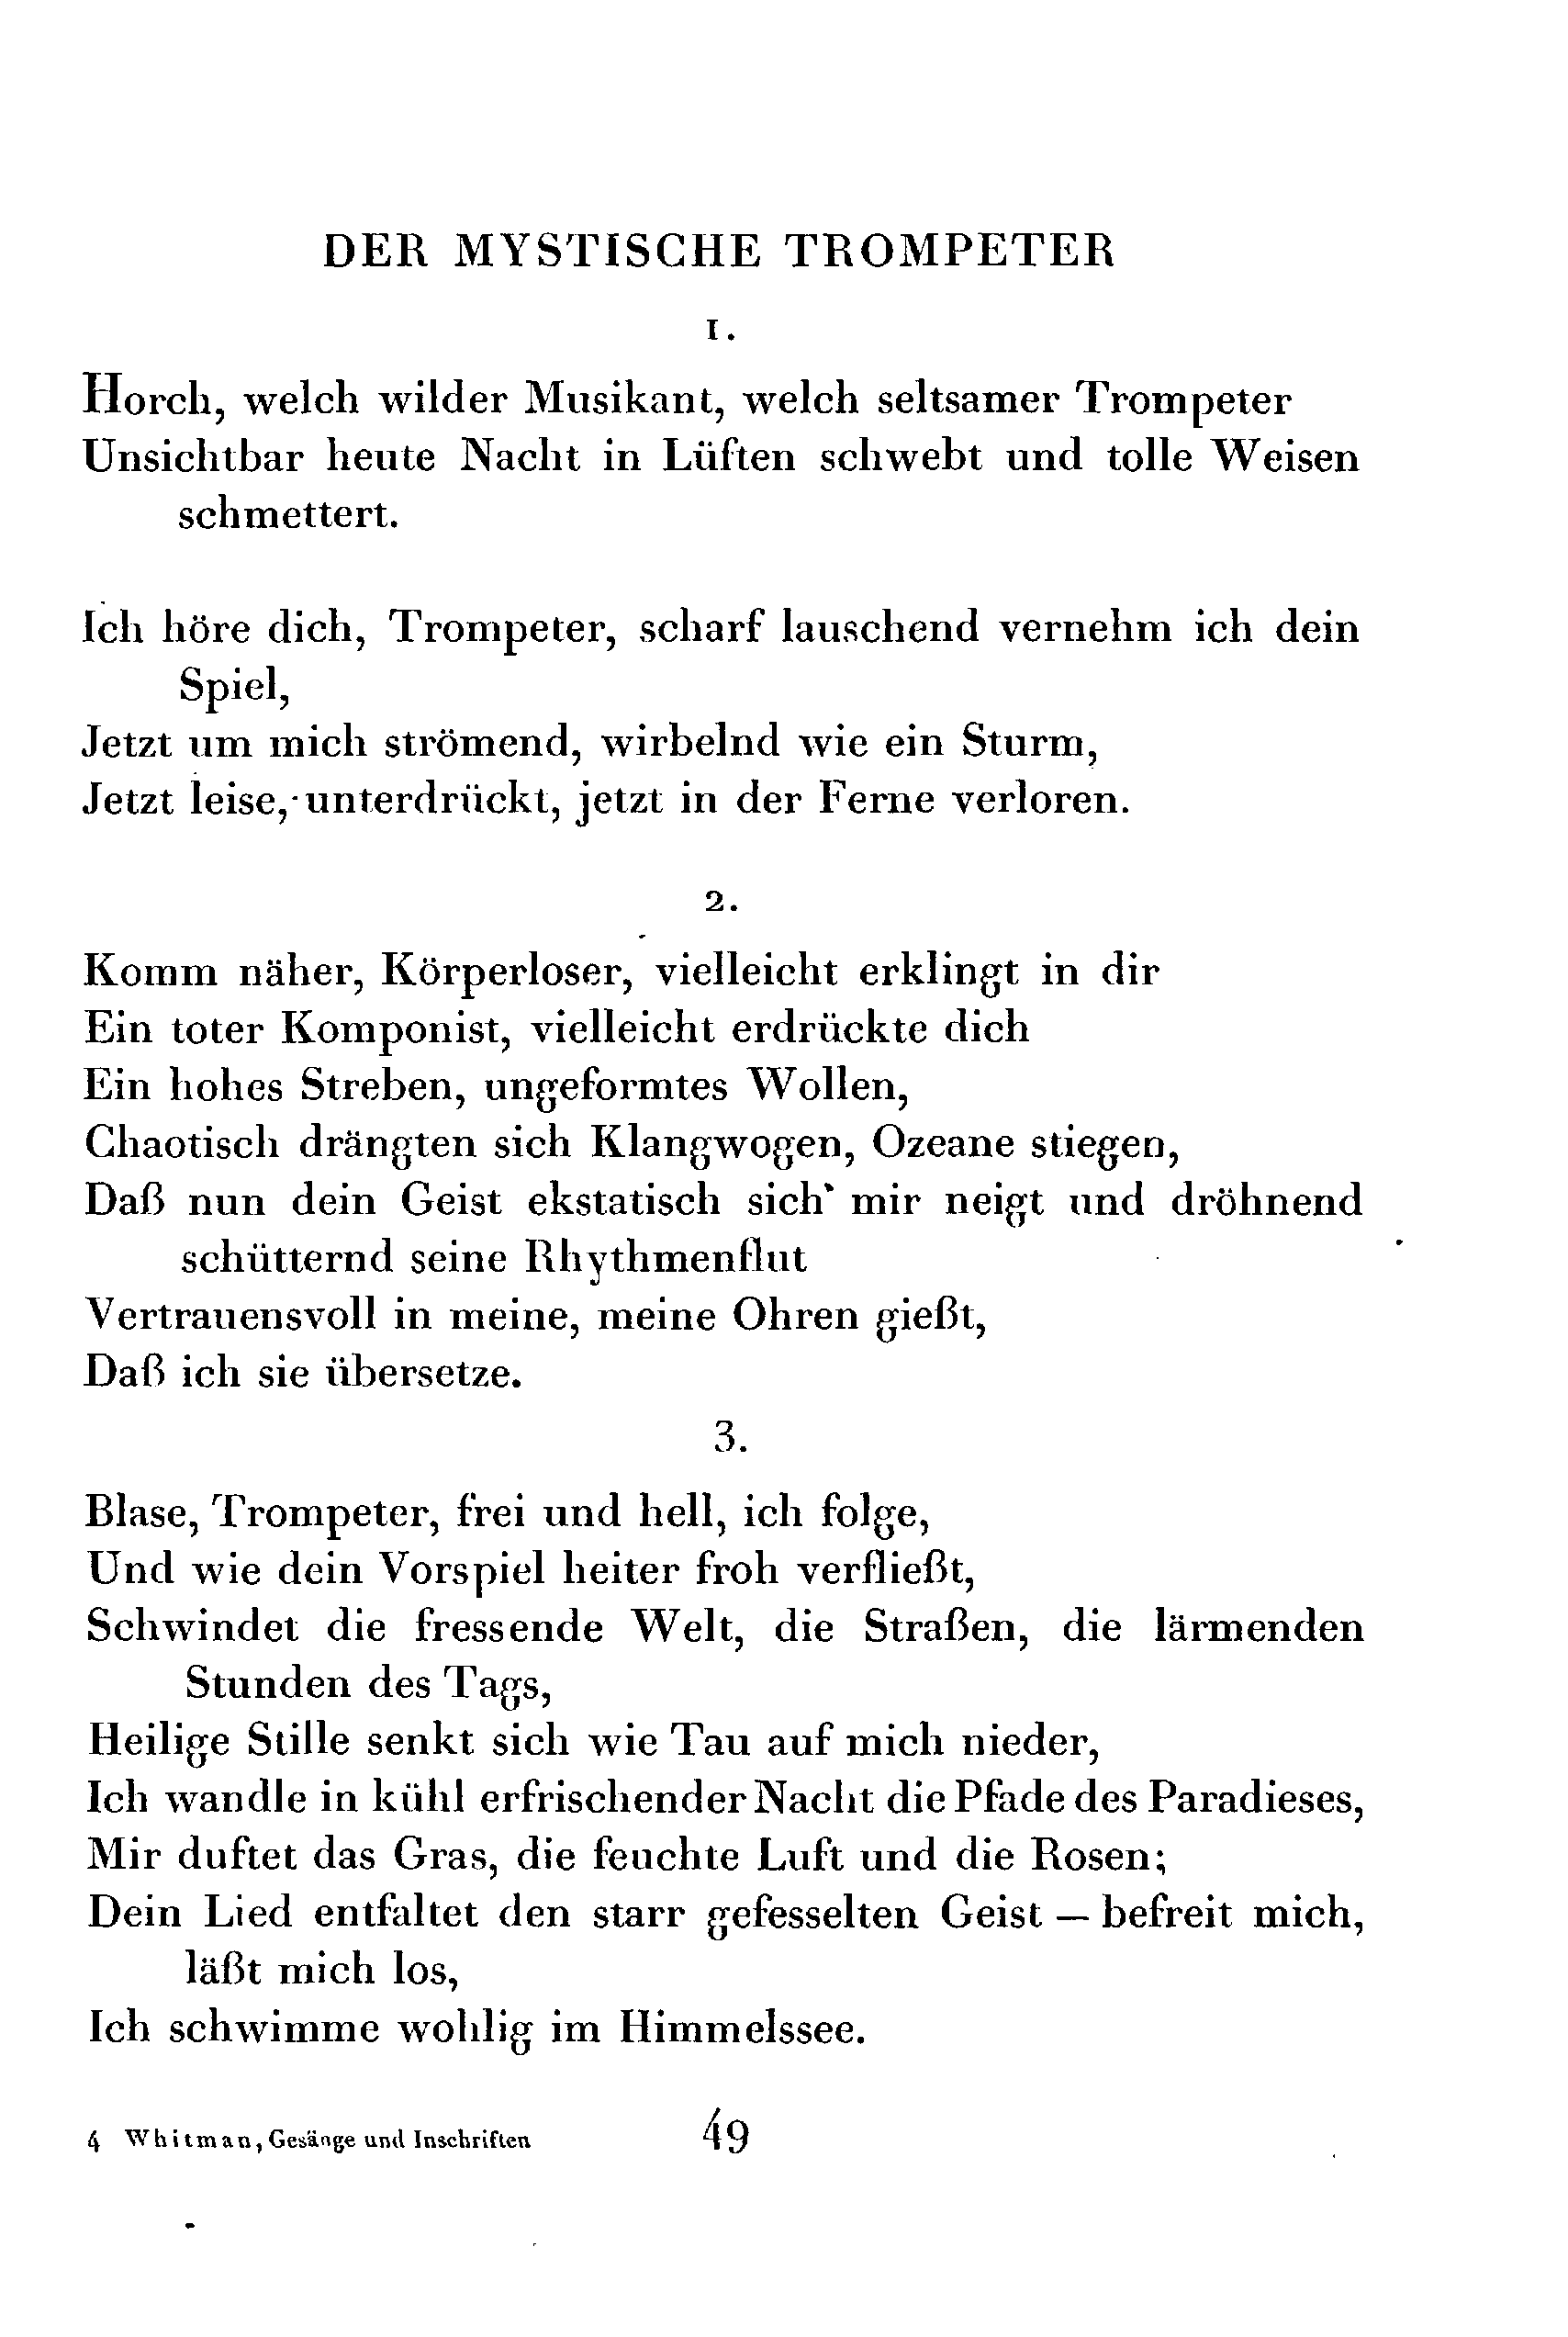 DER MYSTISCHE TROMPETER
1.
Horch, welch wilder Musikant, welch seltsamer Trompeter
Unsichtbar heute Nacht in Lüften schwebt und tolle Weisen
schmettert.
Ich höre dich, Trompeter, scharf lauschend vernehm ich dein
Spiel,
Jetzt um mich strömend, wirbelnd wie ein Sturm,
Jetzt leise, unterdrückt, jetzt in der Ferne verloren.
2.
Komm näher, Körperloser, vielleicht erklingt in dir
Ein toter Komponist, vielleicht erdrückte dich
Ein hohes Streben, ungeformtes Wollen,
Chaotisch drängten sich Klangwogen, Ozeane stiegen,
Daß nun dein Geist ekstatisch sich mir neigt und dröhnend
schütternd seine Rhythmenflut
Vertrauensvoll in meine, meine Ohren gießt,
Daß ich sie übersetze.
3.
Blase, Trompeter, frei und hell, ich folge,
Und wie dein Vorspiel heiter froh verfließt,
Schwindet die fressende Welt, die Straßen, die lärmenden
Stunden des Tags,
Heilige Stille senkt sich wie Tau auf mich nieder,
Ich wandle in kühl erfrischender Nacht die Pfade des Paradieses,
Mir duftet das Gras, die feuchte Luft und die Rosen;
Dein Lied entfaltet den starr gefesselten Geist — befreit mich,
läßt mich los,
Ich schwimme wohlig im Himmelssee.
4 Whitman, Gesänge und Inschriften
49